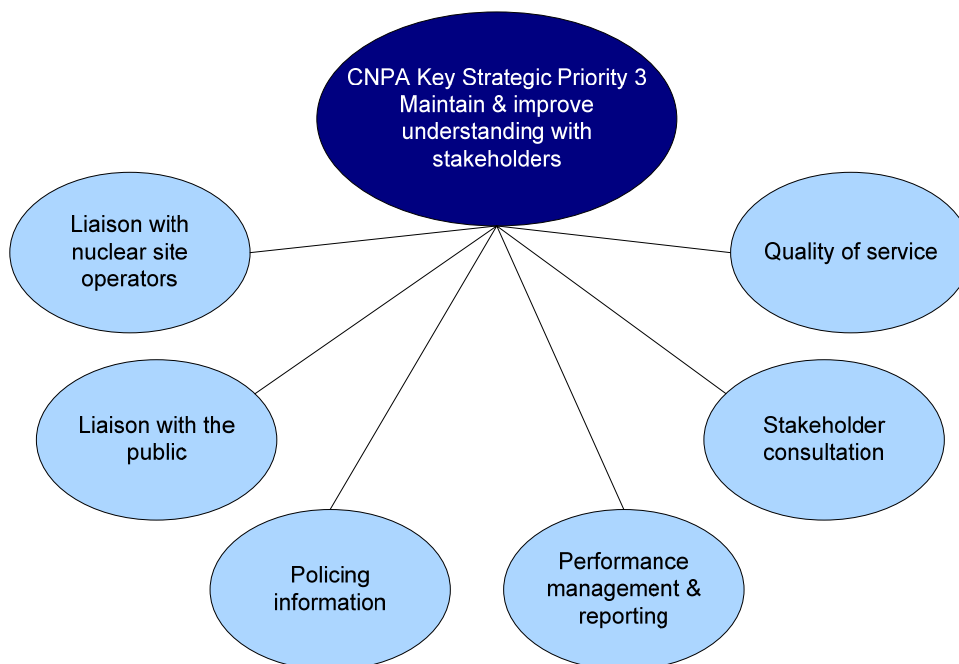 CNPA Key Strategic Priority 3
Maintain & improve
understanding with
stakeholders
Liaison with
nuclear site
operators
Quality of service
Liaison with the
public
Stakeholder
consultation
Policing
information
Performance
management &
reporting